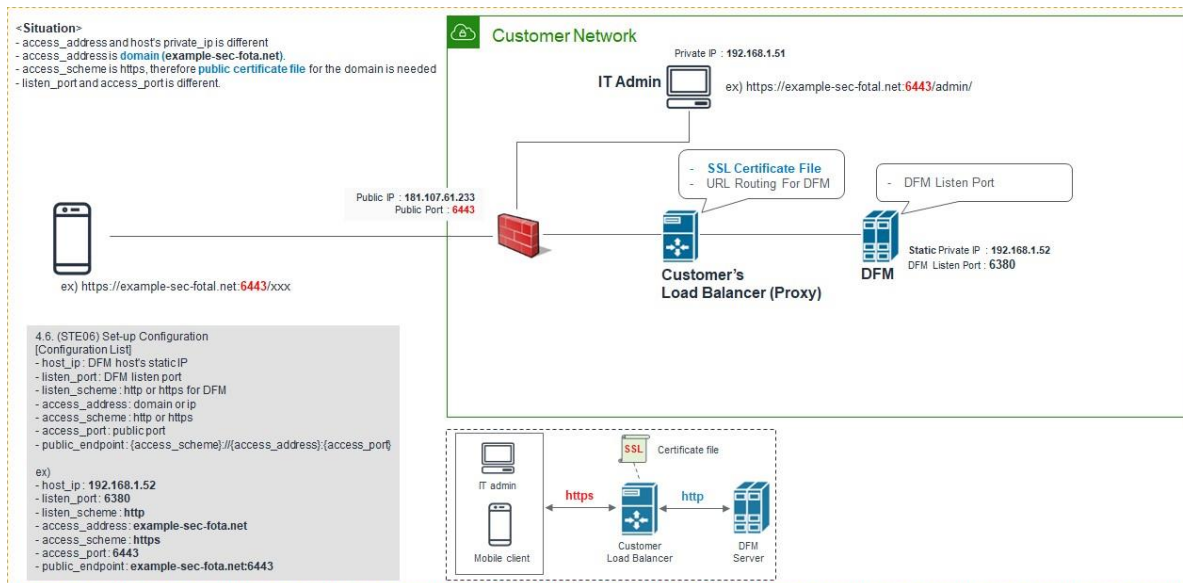 <Situation>
- access_address and host's private_ip is different
- access_address is domain (example-sec-fota.net).
- access_scheme is https, therefore public certificate file for the domain is needed
- listen_port and access_port is different.
Customer Network
Private IP : 192.168.1.51
IT Admin
ex) https://example-sec-fotal.net:6443/admin/
- SSL Certificate File
- URL Routing For DFM
- DFM Listen Port
Public IP : 181.107.61.233
Public Port : 6443
Static Private IP : 192.168.1.52
DFM Listen Port : 6380
Customer's
Load Balancer (Proxy)
DFM
ex) https://example-sec-fotal.net:6443/xxx
4.6. (STE06) Set-up Configuration
[Configuration List]
- host_ip : DFM host's static IP
- listen_port: DFM listen port
- listen_scheme : http or https for DFM
- access_address: domain or ip
- access_scheme : http or https
- access_port : public port
- public_endpoint : {access_scheme}://{access_address}:{access_port}
ex)
- host_ip : 192.168.1.52
- listen_port : 6380
- listen_scheme : http
- access_address: example-sec-fota.net
- access_scheme : https
- access_port : 6443
- public_endpoint : example-sec-fota.net:6443
SSL
Certificate file
IT admin
https
http
Mobile client
Customer
Load Balancer
DFM
Server